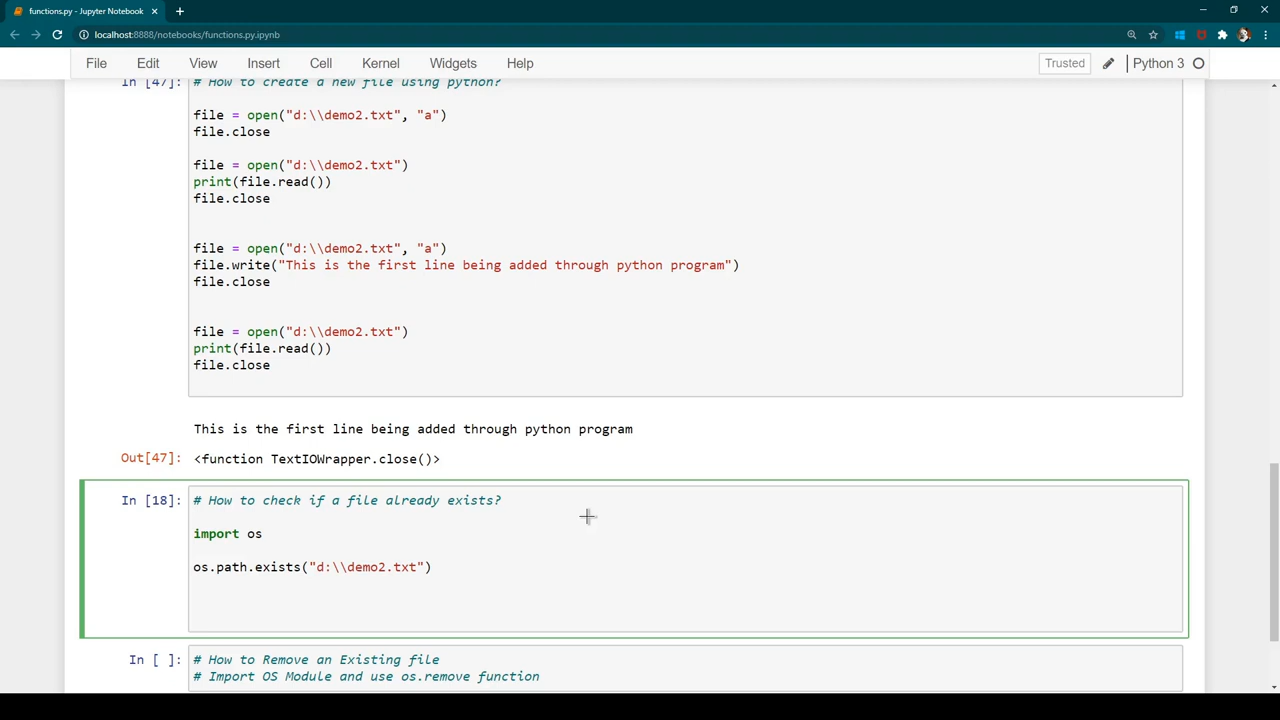 functions.py - Jupyter Notebook
localhost:8888/notebooks/functions.py.ipynb
File Edit View Insert Cell Kernel Widgets Help Trusted Python 3
In [47]: # How to create a new file using python?
file = open("d:\\demo2.txt", "a")
file.close
file = open("d:\\demo2.txt")
print(file.read())
file.close
file = open("d:\\demo2.txt", "a")
file.write("This is the first line being added through python program")
file.close
file = open("d:\\demo2.txt")
print(file.read())
file.close
This is the first line being added through python program
Out[47]: <function TextIOWrapper.close()>
In [18]: # How to check if a file already exists?
import os
os.path.exists("d:\\demo2.txt")
In [ ]: # How to Remove an Existing file
# Import OS Module and use os.remove function